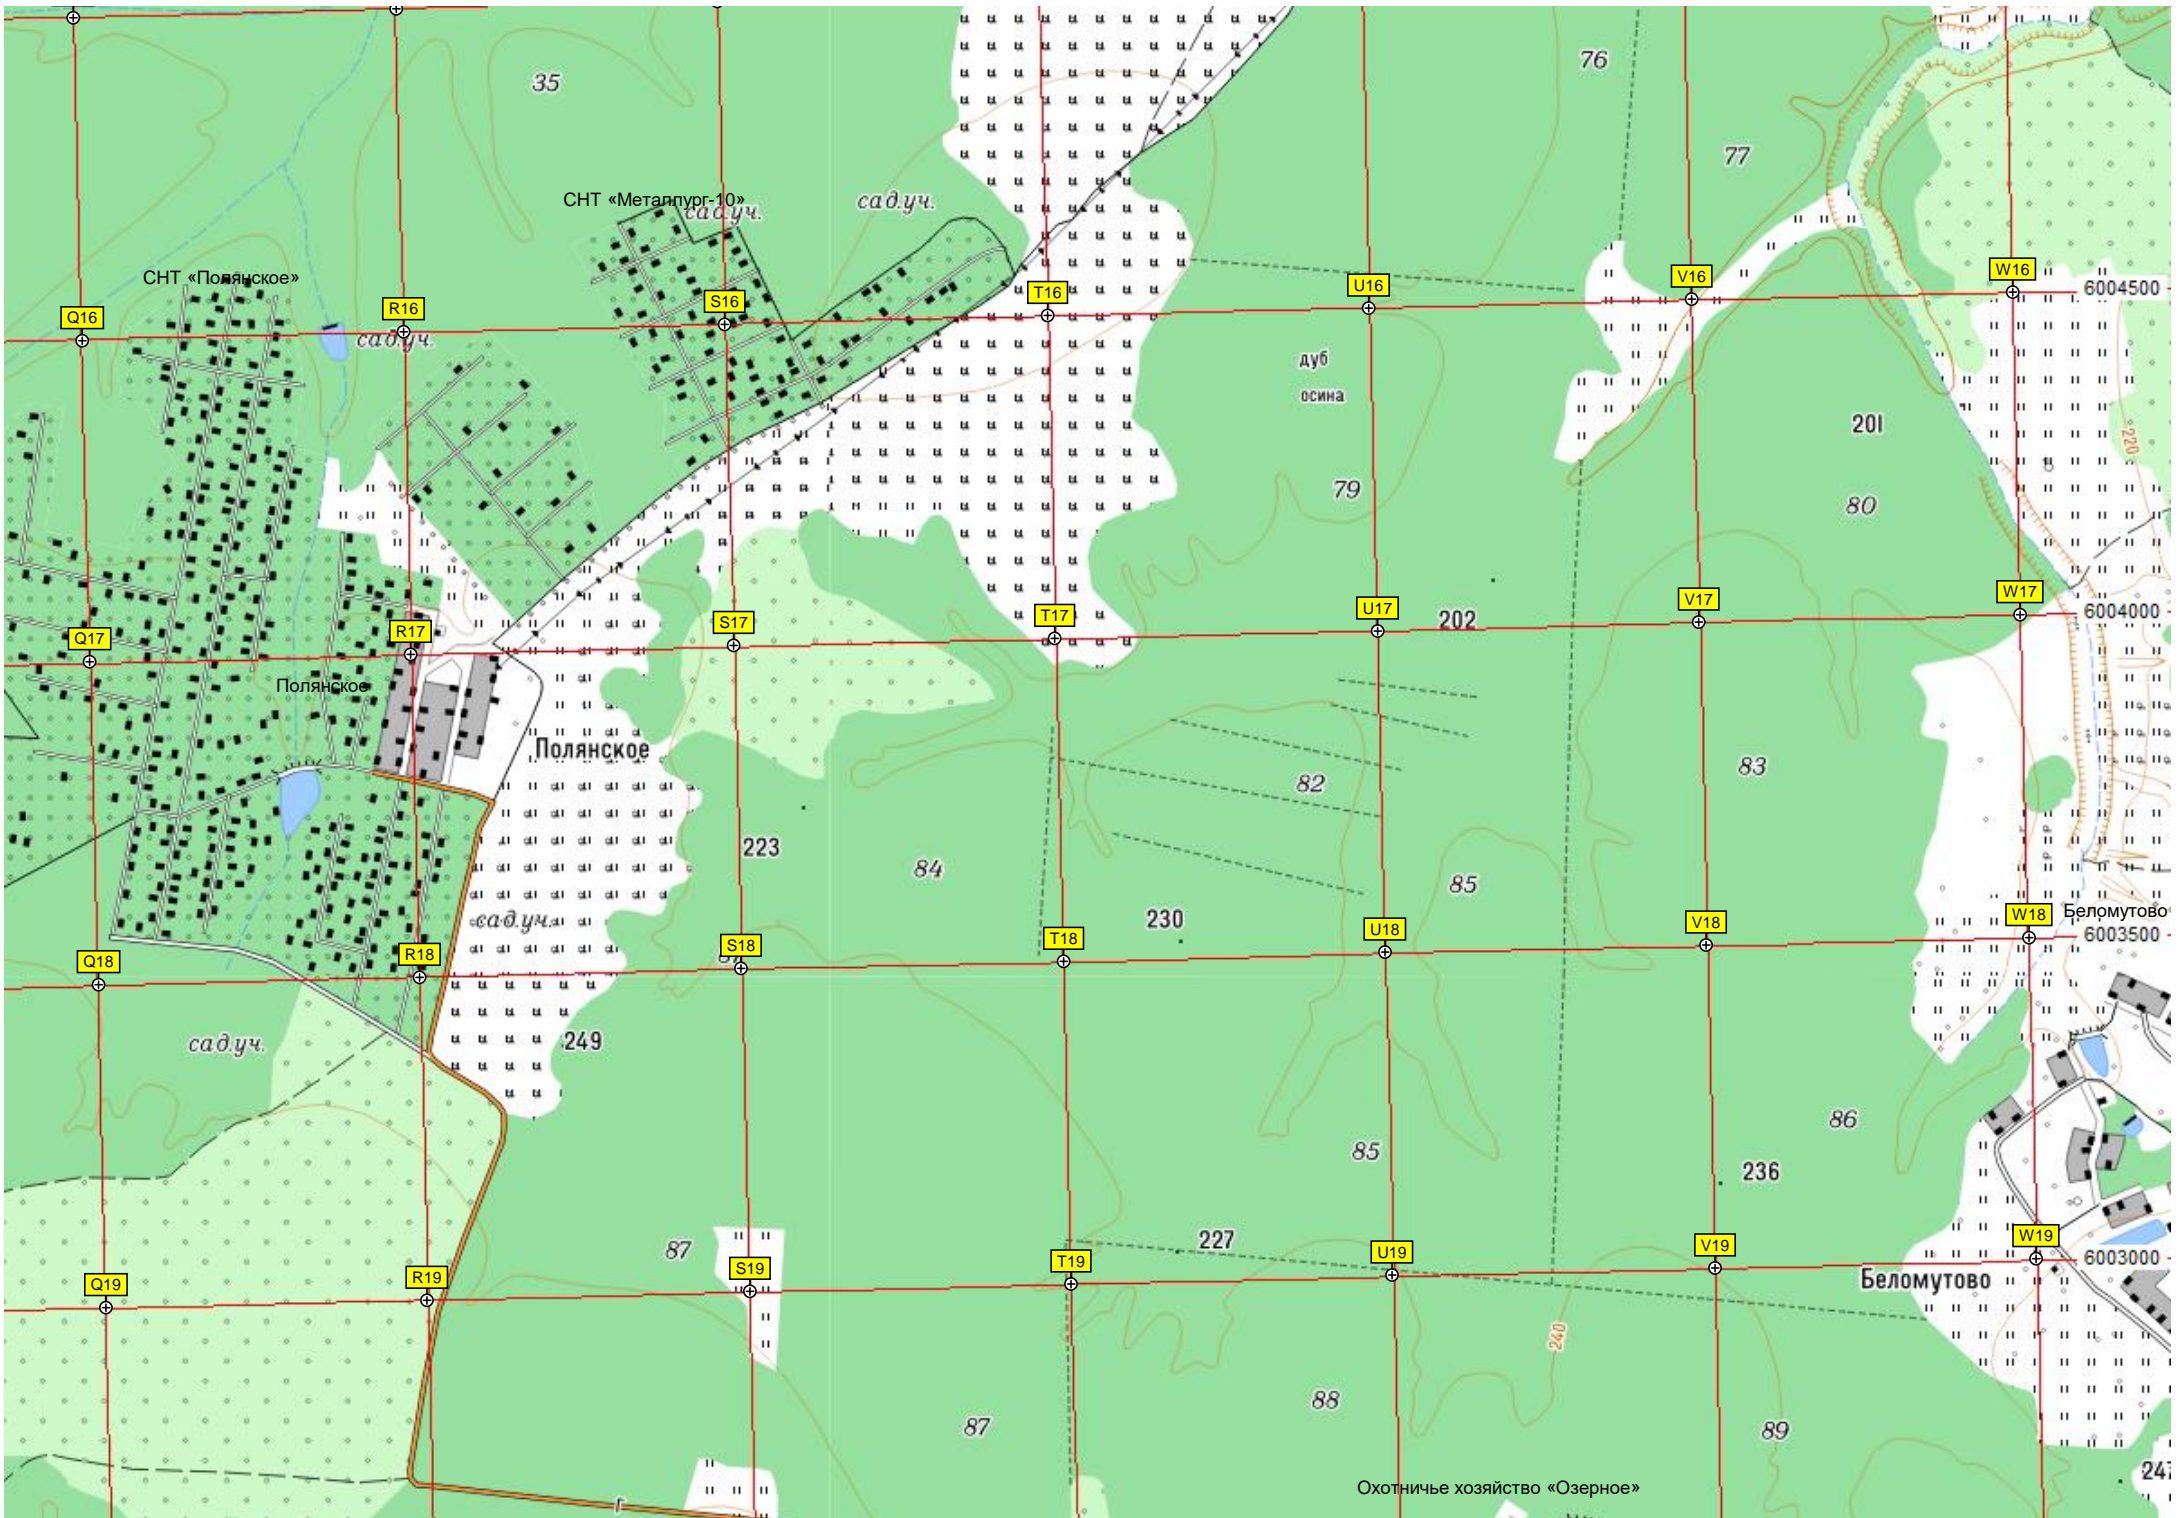 76
35
77
СНТ «Металлург-10»
сад.уч.
сад.уч.
СНТ «Полянское»
Q16
R16
S16
T16
U16
V16
W16
6004500
сад.уч.
дуб
осина
201
220
79
80
Q17
R17
S17
T17
U17
V17
W17
6004000
202
Полянское
Полянское
82
83
223
84
85
230
сад.уч.
Беломутово
Q18
R18
S18
T18
U18
V18
W18
6003500
сад.уч.
249
86
85
236
87
227
Q19
R19
S19
T19
U19
V19
W19
6003000
Беломутово
240
88
87
89
247
Охотничье хозяйство «Озерное»
г